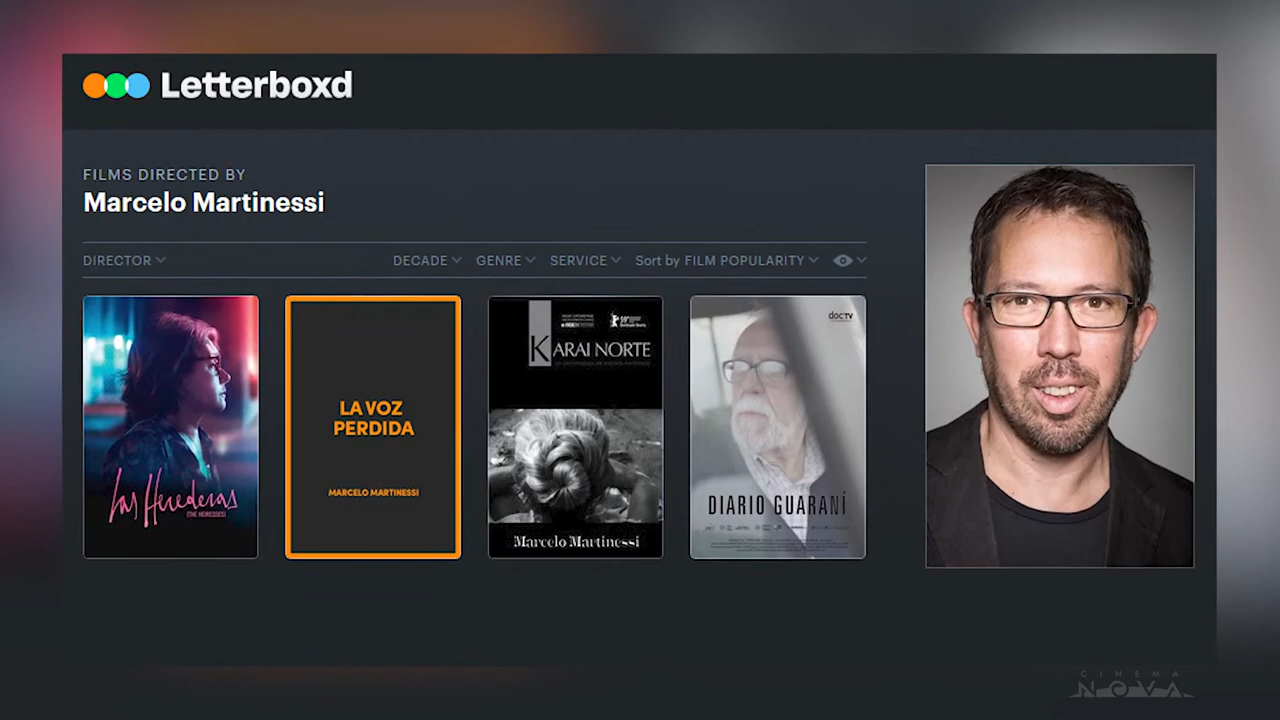 Letterboxd
FILMS DIRECTED BY
Marcelo Martinessi
DIRECTOR
DECADE GENRE SERVICE Sort by FILM POPULARITY
Las Herederas
(THE HEIRESSES)
LA VOZ
PERDIDA
MARCELO MARTINESSI
KARAI NORTE
Marcelo Martinessi
docTV
DIARIO GUARANÍ
CINEMA
NOVA